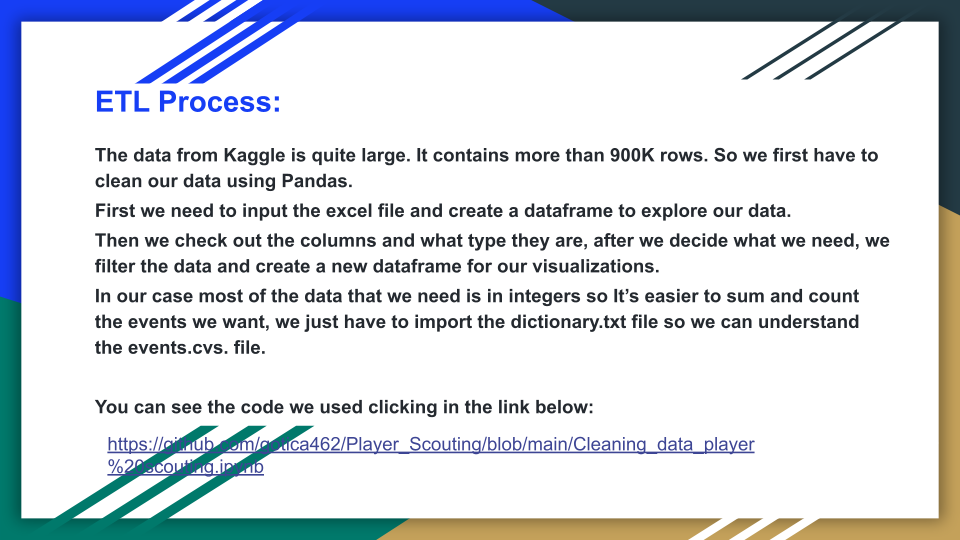 ETL Process:
The data from Kaggle is quite large. It contains more than 900K rows. So we first have to
clean our data using Pandas.
First we need to input the excel file and create a dataframe to explore our data.
Then we check out the columns and what type they are, after we decide what we need, we
filter the data and create a new dataframe for our visualizations.
In our case most of the data that we need is in integers so It’s easier to sum and count
the events we want, we just have to import the dictionary.txt file so we can understand
the events.cvs. file.
You can see the code we used clicking in the link below:
https://github.com/gotica462/Player_Scouting/blob/main/Cleaning_data_player
%20scouting.ipynb